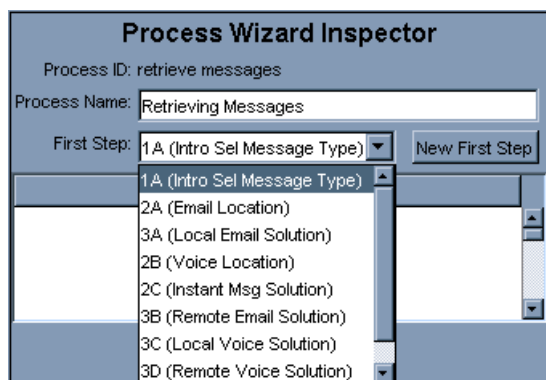 Process Wizard Inspector
Process ID: retrieve messages
Process Name: Retrieving Messages
First Step: 1A (Intro Sel Message Type) New First Step
1A (Intro Sel Message Type)
2A (Email Location)
3A (Local Email Solution)
2B (Voice Location)
2C (Instant Msg Solution)
3B (Remote Email Solution)
3C (Local Voice Solution)
3D (Remote Voice Solution)